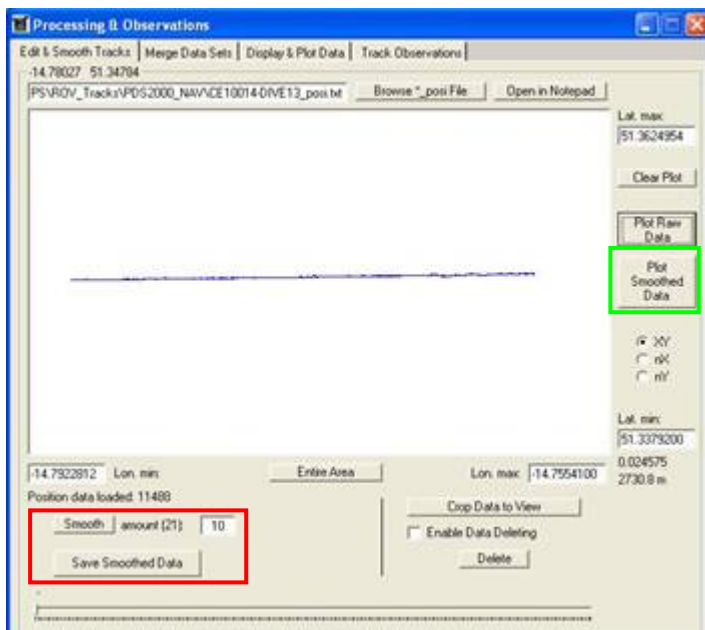 Processing & Observations
Edit & Smooth Tracks Merge Data Sets Display & Plot Data Track Observations
-14.78027 51.34784
PS\ROV_Tracks\PDS2000_NAV\CE10014-DIVE13_posi.txt Browse *_posi File Open in Notepad
Lat. max:
51.3624954
Clear Plot
Plot Raw
Data
Plot
Smoothed
Data
XY
nX
nY
Lat. min:
51.3379200
-14.7922812 Lon. min: Entire Area Lon. max: -14.7554100
0.024575
2730.8 m
Position data loaded: 11488
Smooth amount (21): 10
Save Smoothed Data
Crop Data to View
Enable Data Deleting
Delete